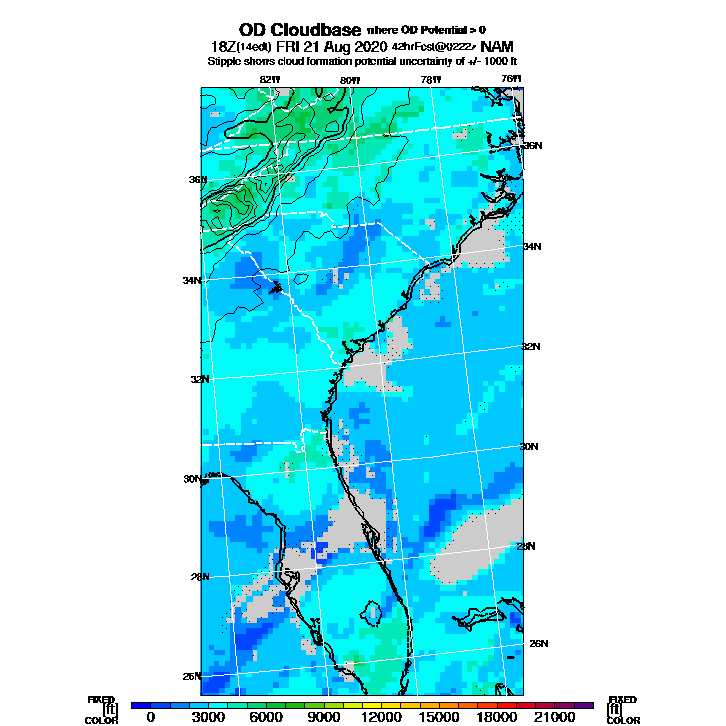 OD Cloudbase where OD Potential > 0
18Z(14edt) FRI 21 Aug 2020 42hrFcst@0222z NAM
Stipple shows cloud formation potential uncertainty of +/- 1000 ft
82W 80W 78W 76W
36N
36N
34N
34N
32N
32N
30N
30N
28N
28N
26N
26N
FIXED FIXED
[ft] [ft]
COLOR COLOR
0 3000 6000 9000 12000 15000 18000 21000